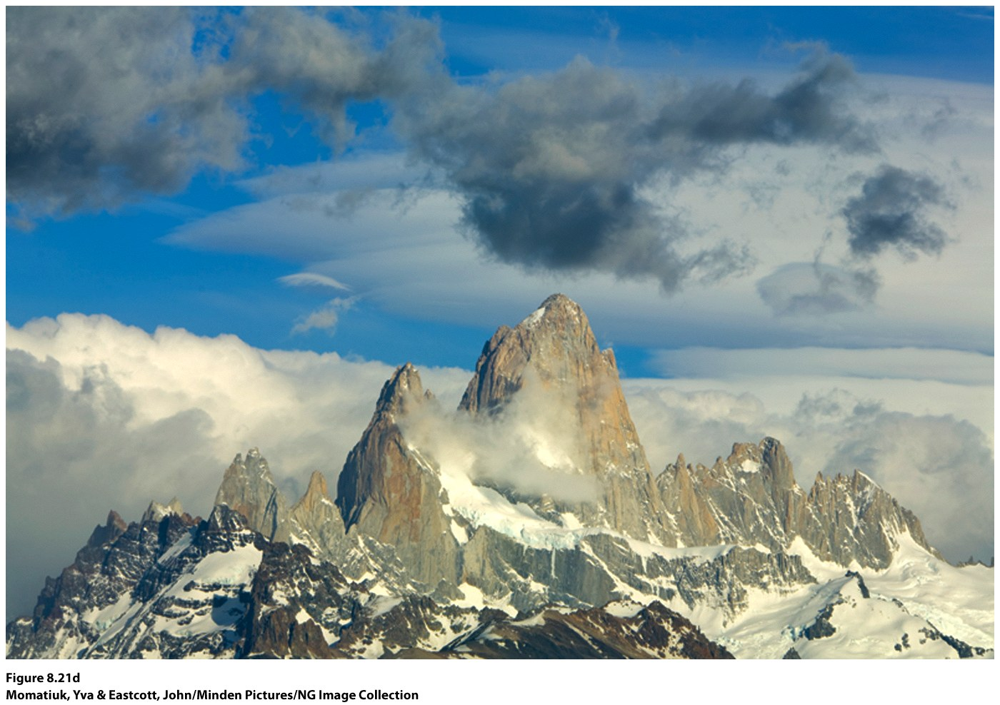 Figure 8.21d
Momatiuk, Yva & Eastcott, John/Minden Pictures/NG Image Collection